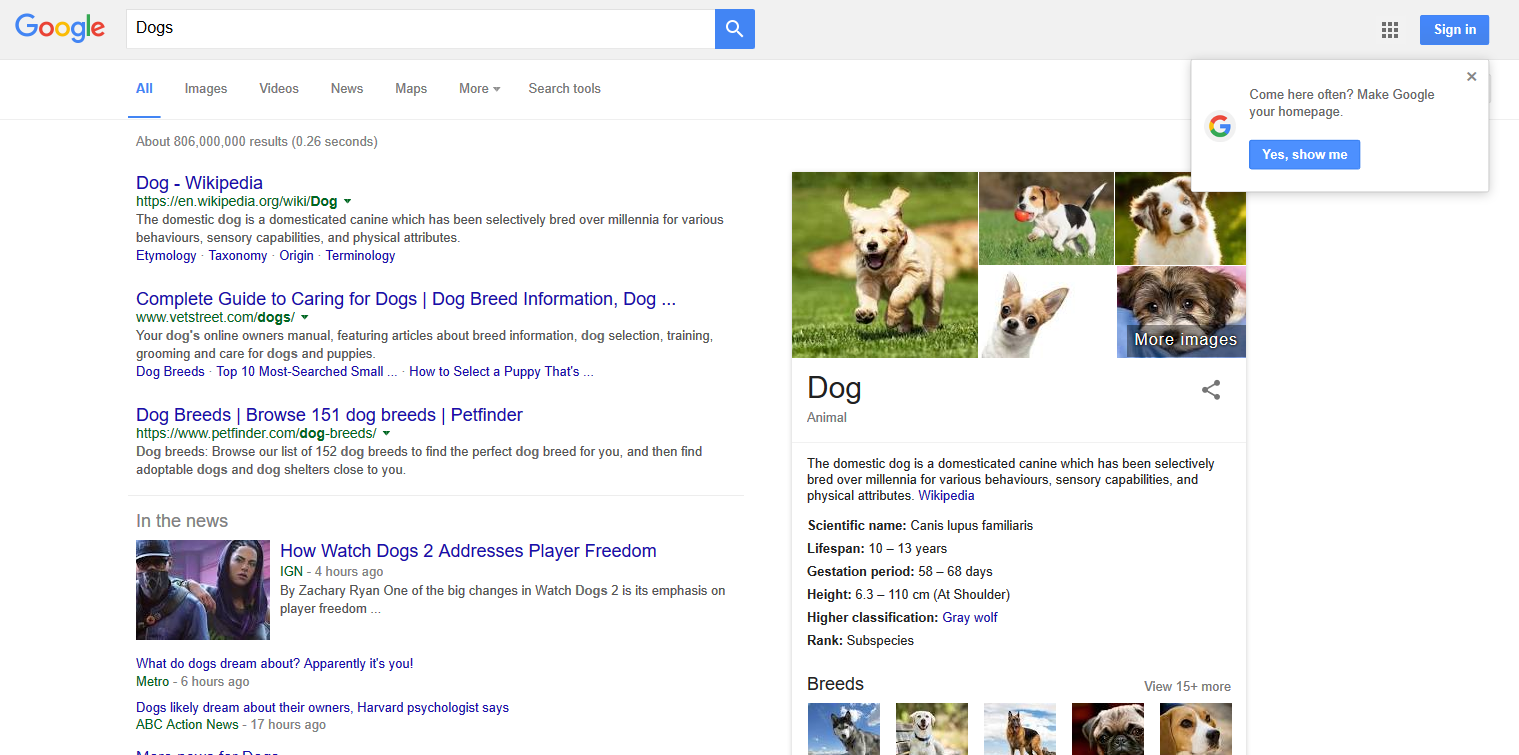 Google
Dogs
Sign in
All Images Videos News Maps More Search tools
Come here often? Make Google
your homepage.
Yes, show me
About 806,000,000 results (0.26 seconds)
Dog - Wikipedia
https://en.wikipedia.org/wiki/Dog
The domestic dog is a domesticated canine which has been selectively bred over millennia for various
behaviours, sensory capabilities, and physical attributes.
Etymology · Taxonomy · Origin · Terminology
Complete Guide to Caring for Dogs | Dog Breed Information, Dog ...
www.vetstreet.com/dogs/
Your dog's online owners manual, featuring articles about breed information, dog selection, training,
grooming and care for dogs and puppies.
Dog Breeds · Top 10 Most-Searched Small ... · How to Select a Puppy That's ...
Dog Breeds | Browse 151 dog breeds | Petfinder
https://www.petfinder.com/dog-breeds/
Dog breeds: Browse our list of 152 dog breeds to find the perfect dog breed for you, and then find
adoptable dogs and dog shelters close to you.
In the news
How Watch Dogs 2 Addresses Player Freedom
IGN - 4 hours ago
By Zachary Ryan One of the big changes in Watch Dogs 2 is its emphasis on
player freedom ...
What do dogs dream about? Apparently it's you!
Metro - 6 hours ago
Dogs likely dream about their owners, Harvard psychologist says
ABC Action News - 17 hours ago
More news for Dogs
More images
Dog
Animal
The domestic dog is a domesticated canine which has been selectively
bred over millennia for various behaviours, sensory capabilities, and
physical attributes. Wikipedia
Scientific name: Canis lupus familiaris
Lifespan: 10 – 13 years
Gestation period: 58 – 68 days
Height: 6.3 – 110 cm (At Shoulder)
Higher classification: Gray wolf
Rank: Subspecies
Breeds
View 15+ more